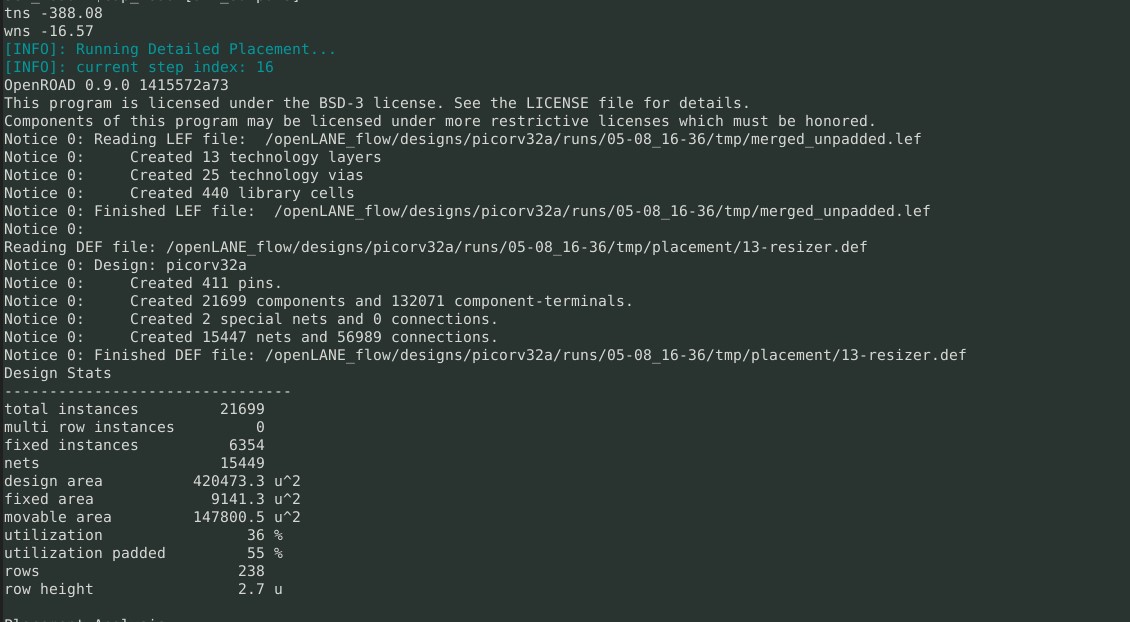 tns -388.08
wns -16.57
[INFO]: Running Detailed Placement...
[INFO]: current step index: 16
OpenROAD 0.9.0 1415572a73
This program is licensed under the BSD-3 license. See the LICENSE file for details.
Components of this program may be licensed under more restrictive licenses which must be honored.
Notice 0: Reading LEF file:  /openLANE_flow/designs/picorv32a/runs/05-08_16-36/tmp/merged_unpadded.lef
Notice 0:     Created 13 technology layers
Notice 0:     Created 25 technology vias
Notice 0:     Created 440 library cells
Notice 0: Finished LEF file:  /openLANE_flow/designs/picorv32a/runs/05-08_16-36/tmp/merged_unpadded.lef
Notice 0:
Reading DEF file: /openLANE_flow/designs/picorv32a/runs/05-08_16-36/tmp/placement/13-resizer.def
Notice 0: Design: picorv32a
Notice 0:     Created 411 pins.
Notice 0:     Created 21699 components and 132071 component-terminals.
Notice 0:     Created 2 special nets and 0 connections.
Notice 0:     Created 15447 nets and 56989 connections.
Notice 0: Finished DEF file: /openLANE_flow/designs/picorv32a/runs/05-08_16-36/tmp/placement/13-resizer.def
Design Stats
--------------------------------
total instances         21699
multi row instances         0
fixed instances          6354
nets                    15449
design area          420473.3 u^2
fixed area             9141.3 u^2
movable area         147800.5 u^2
utilization                36 %
utilization padded         55 %
rows                      238
row height                2.7 u